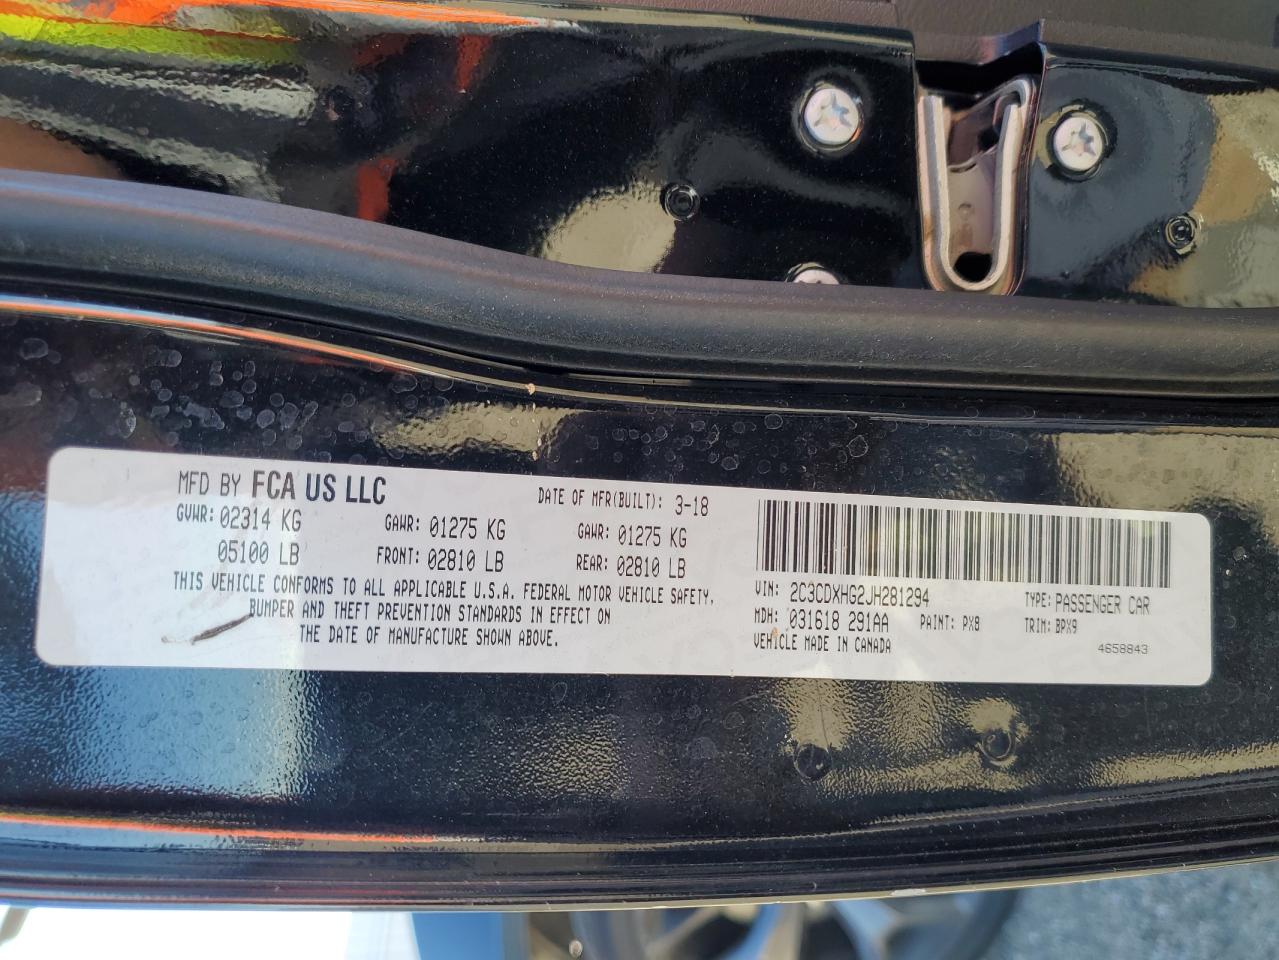 MFD BY FCA US LLC DATE OF MFR(BUILT): 3-18
GVWR: 02314 KG GAWR: 01275 KG GAWR: 01275 KG
05100 LB FRONT: 02810 LB REAR: 02810 LB
THIS VEHICLE CONFORMS TO ALL APPLICABLE U.S.A. FEDERAL MOTOR VEHICLE SAFETY,
BUMPER AND THEFT PREVENTION STANDARDS IN EFFECT ON
THE DATE OF MANUFACTURE SHOWN ABOVE.
VIN: 2C3CDXHG2JH281294 TYPE: PASSENGER CAR
MDH: 031618 291AA PAINT: PX8 TRIM: BPX9
VEHICLE MADE IN CANADA 4658843